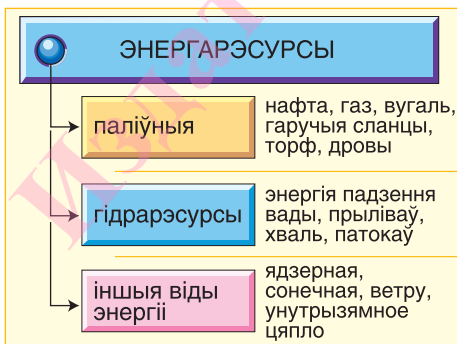 ЭНЕРГАРЭСУРСЫ
паліўныя
нафта, газ, вугаль,
гаручыя сланцы,
торф, дровы
гідрарэсурсы
энергія падзення
вады, прыліваў,
хваль, патокаў
іншыя віды
энергіі
ядзерная,
сонечная, ветру,
унутрызямное
цяпло
Издат